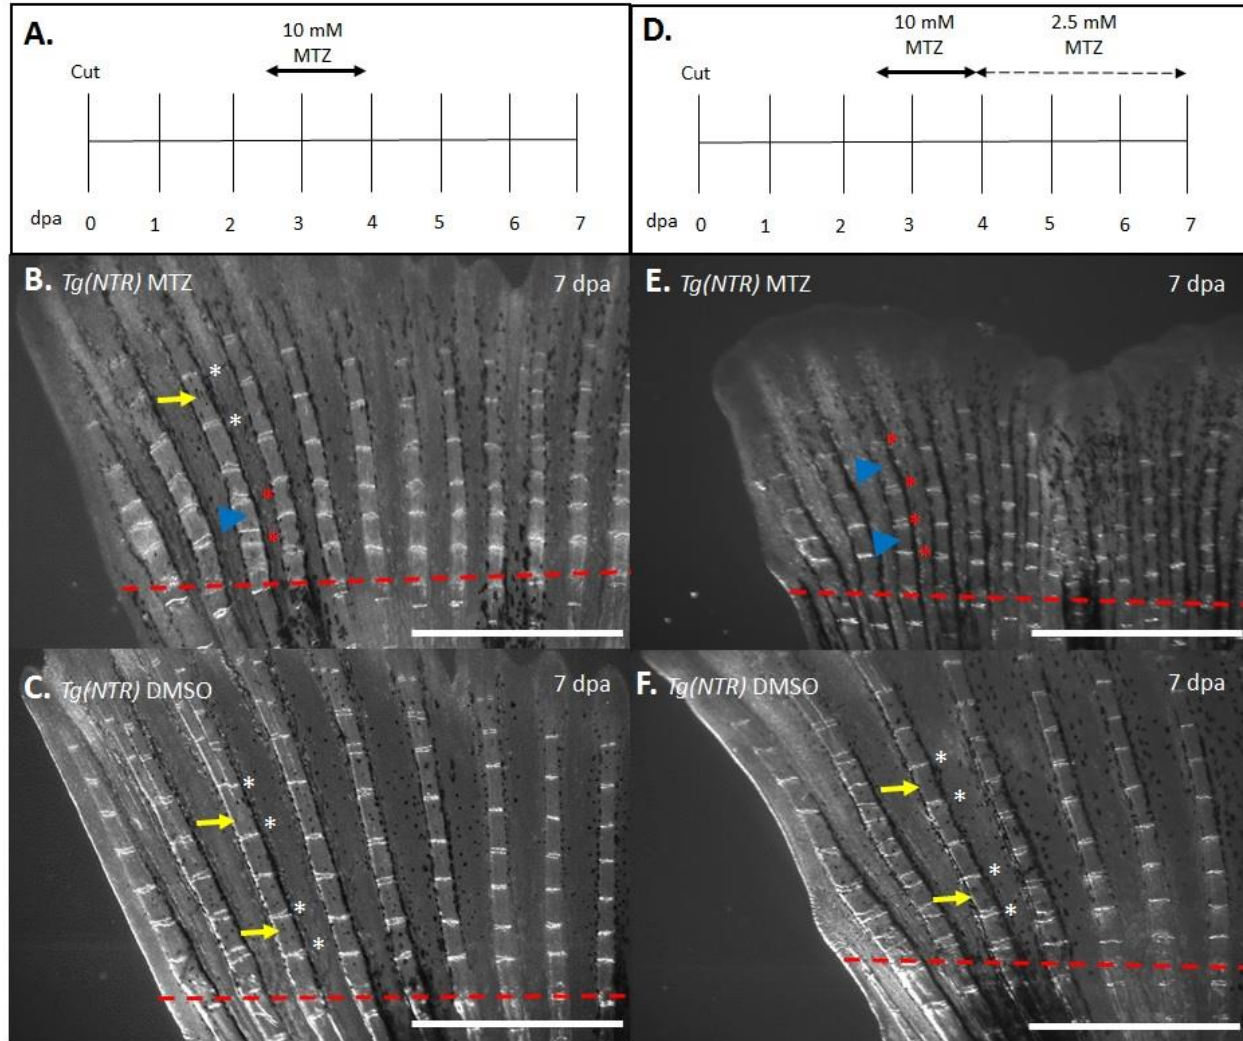 A.
10 mM
MTZ
Cut
dpa 0 1 2 3 4 5 6 7
D.
10 mM
MTZ
2.5 mM
MTZ
Cut
dpa 0 1 2 3 4 5 6 7
B. Tg(NTR) MTZ 7 dpa
E. Tg(NTR) MTZ 7 dpa
C. Tg(NTR) DMSO 7 dpa
F. Tg(NTR) DMSO 7 dpa